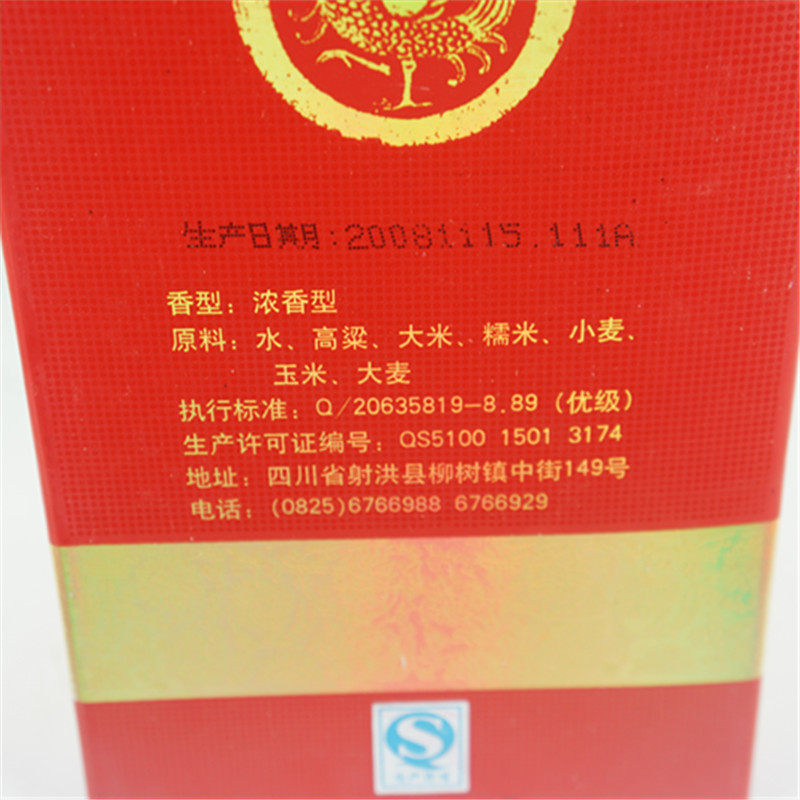 生产日期:20081115.111A
香型：浓香型
原料：水、高粱、大米、糯米、小麦、
玉米、大麦
执行标准：Q/20635819-8.89（优级）
生产许可证编号：QS5100 1501 3174
地址：四川省射洪县柳树镇中街149号
电话：(0825)6766988 6766929